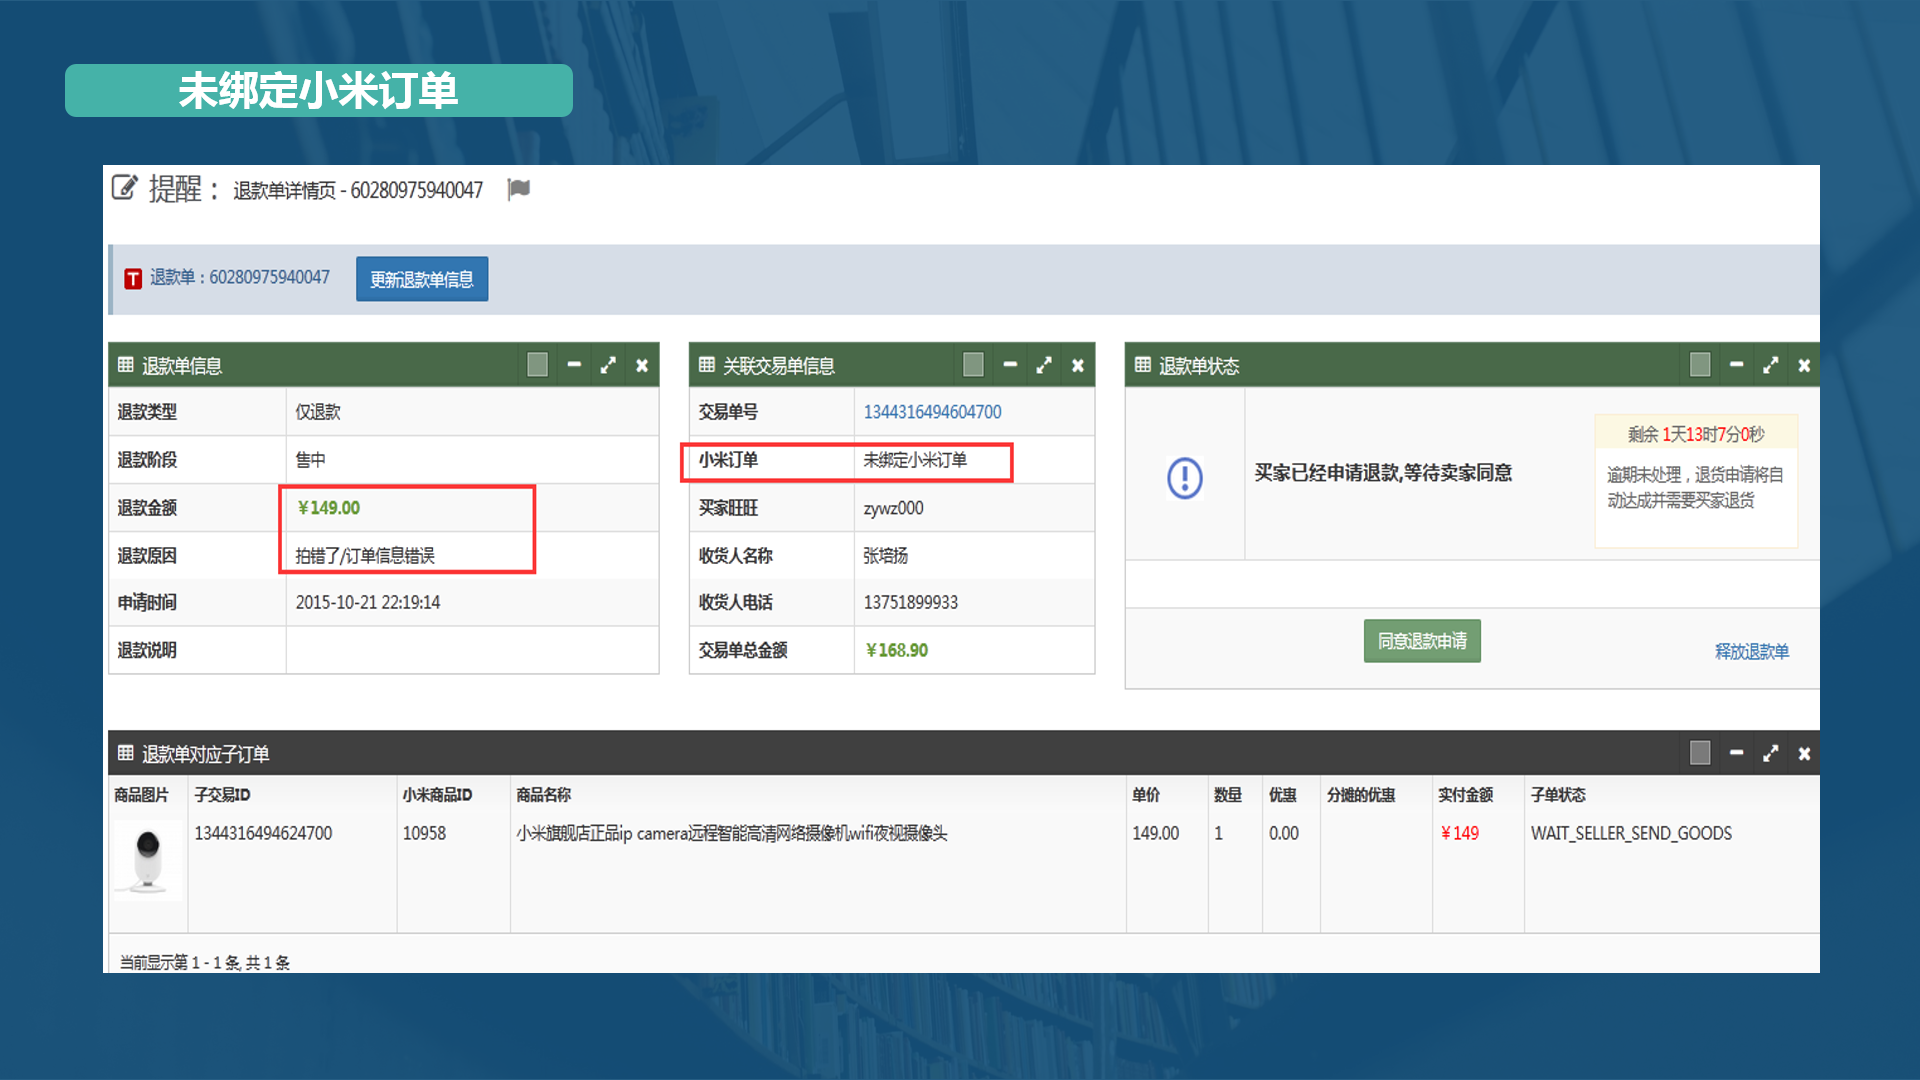 未绑定小米订单
提醒： 退款单详情页 - 60280975940047
T 退款单：60280975940047 更新退款单信息
退款单信息
退款类型 仅退款
退款阶段 售中
退款金额 ￥149.00
退款原因 拍错了/订单信息错误
申请时间 2015-10-21 22:19:14
退款说明
关联交易单信息
交易单号 1344316494604700
小米订单 未绑定小米订单
买家旺旺 zywz000
收货人名称 张培扬
收货人电话 13751899933
交易单总金额 ￥168.90
退款单状态
买家已经申请退款,等待卖家同意
剩余 1天13时7分0秒
逾期未处理，退货申请将自
动达成并需要买家退货
同意退款申请
释放退款单
退款单对应子订单
商品图片 子交易ID 小米商品ID 商品名称 单价 数量 优惠 分摊的优惠 实付金额 子单状态
1344316494624700 10958 小米旗舰店正品ip camera远程智能高清网络摄像机wifi夜视摄像头 149.00 1 0.00 ￥149 WAIT_SELLER_SEND_GOODS
当前显示第 1 - 1 条, 共 1 条